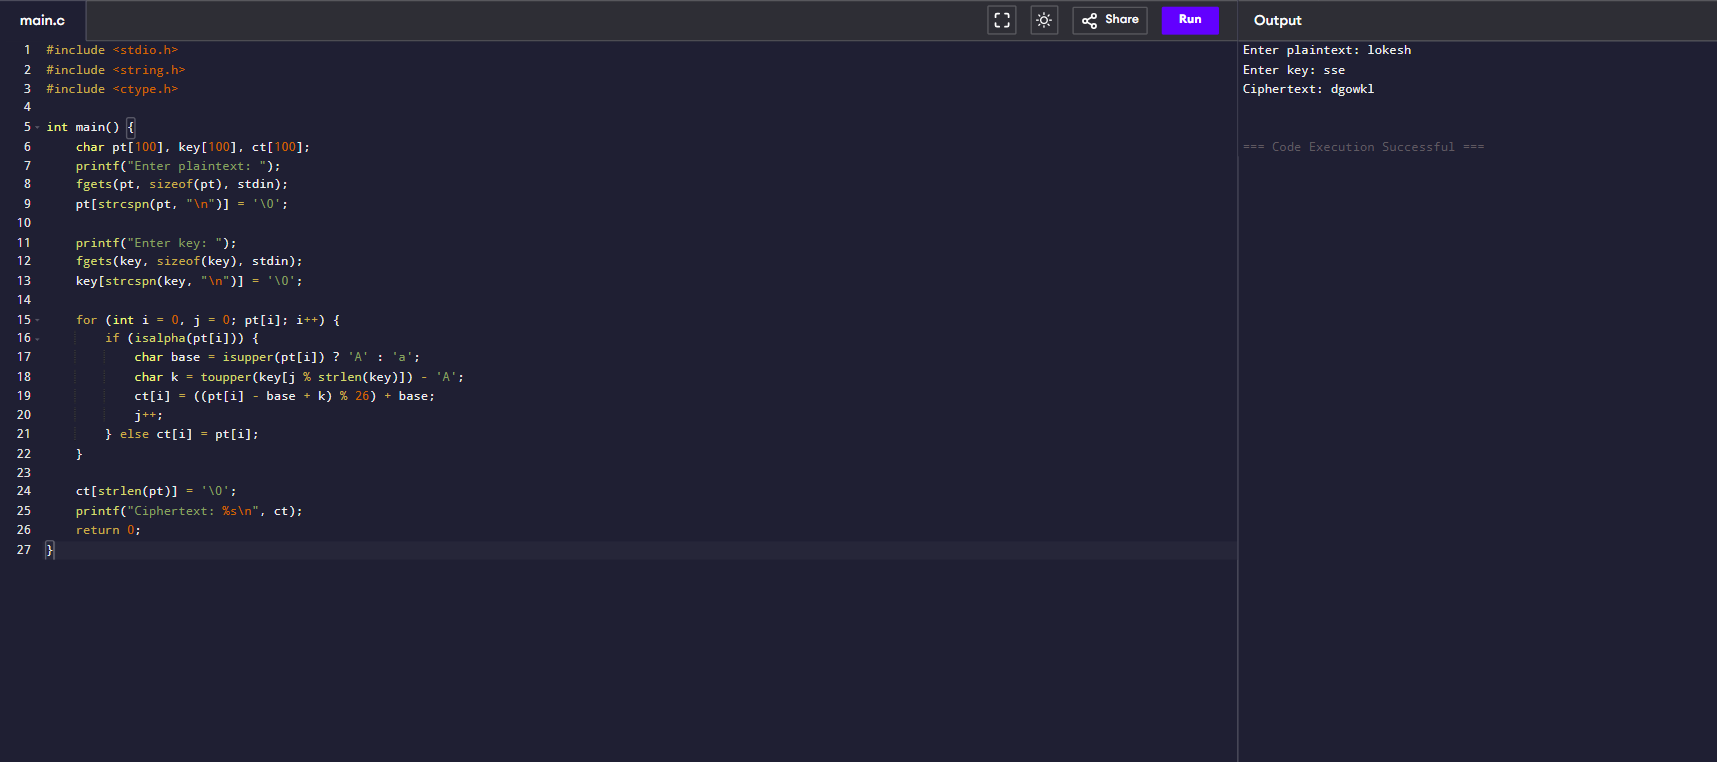 main.c
Share
Run
Output
1 #include <stdio.h>
2 #include <string.h>
3 #include <ctype.h>
4
5 int main() {
6     char pt[100], key[100], ct[100];
7     printf("Enter plaintext: ");
8     fgets(pt, sizeof(pt), stdin);
9     pt[strcspn(pt, "\n")] = '\0';
10
11     printf("Enter key: ");
12     fgets(key, sizeof(key), stdin);
13     key[strcspn(key, "\n")] = '\0';
14
15     for (int i = 0, j = 0; pt[i]; i++) {
16         if (isalpha(pt[i])) {
17             char base = isupper(pt[i]) ? 'A' : 'a';
18             char k = toupper(key[j % strlen(key)]) - 'A';
19             ct[i] = ((pt[i] - base + k) % 26) + base;
20             j++;
21         } else ct[i] = pt[i];
22     }
23
24     ct[strlen(pt)] = '\0';
25     printf("Ciphertext: %s\n", ct);
26     return 0;
27 }
Enter plaintext: lokesh
Enter key: sse
Ciphertext: dgowkl
=== Code Execution Successful ===